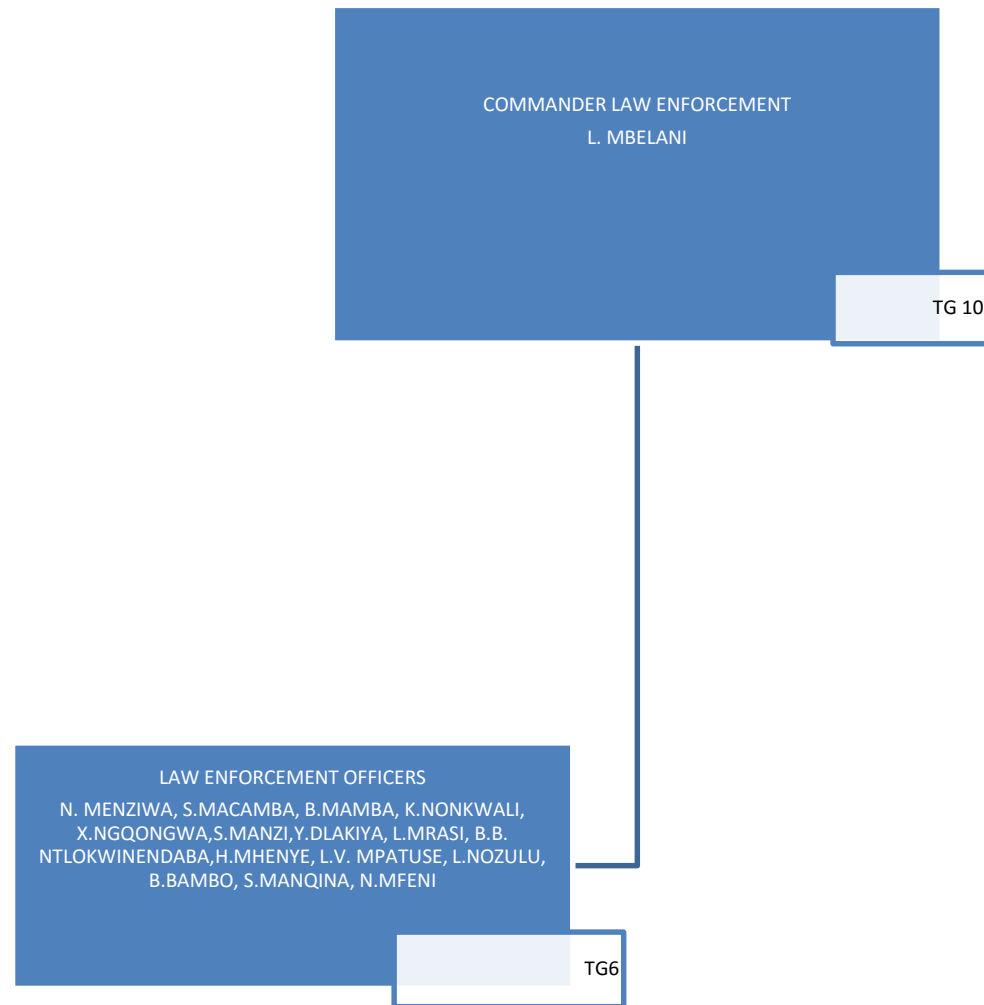 COMMANDER LAW ENFORCEMENT
L. MBELANI
TG 10
LAW ENFORCEMENT OFFICERS
N. MENZIWA, S.MACAMBA, B.MAMBA, K.NONKWALI,
X.NGQONGWA,S.MANZI,Y.DLAKIYA, L.MRASI, B.B.
NTLOKWINENDABA,H.MHENYE, L.V. MPATUSE, L.NOZULU,
B.BAMBO, S.MANQINA, N.MFENI
TG6